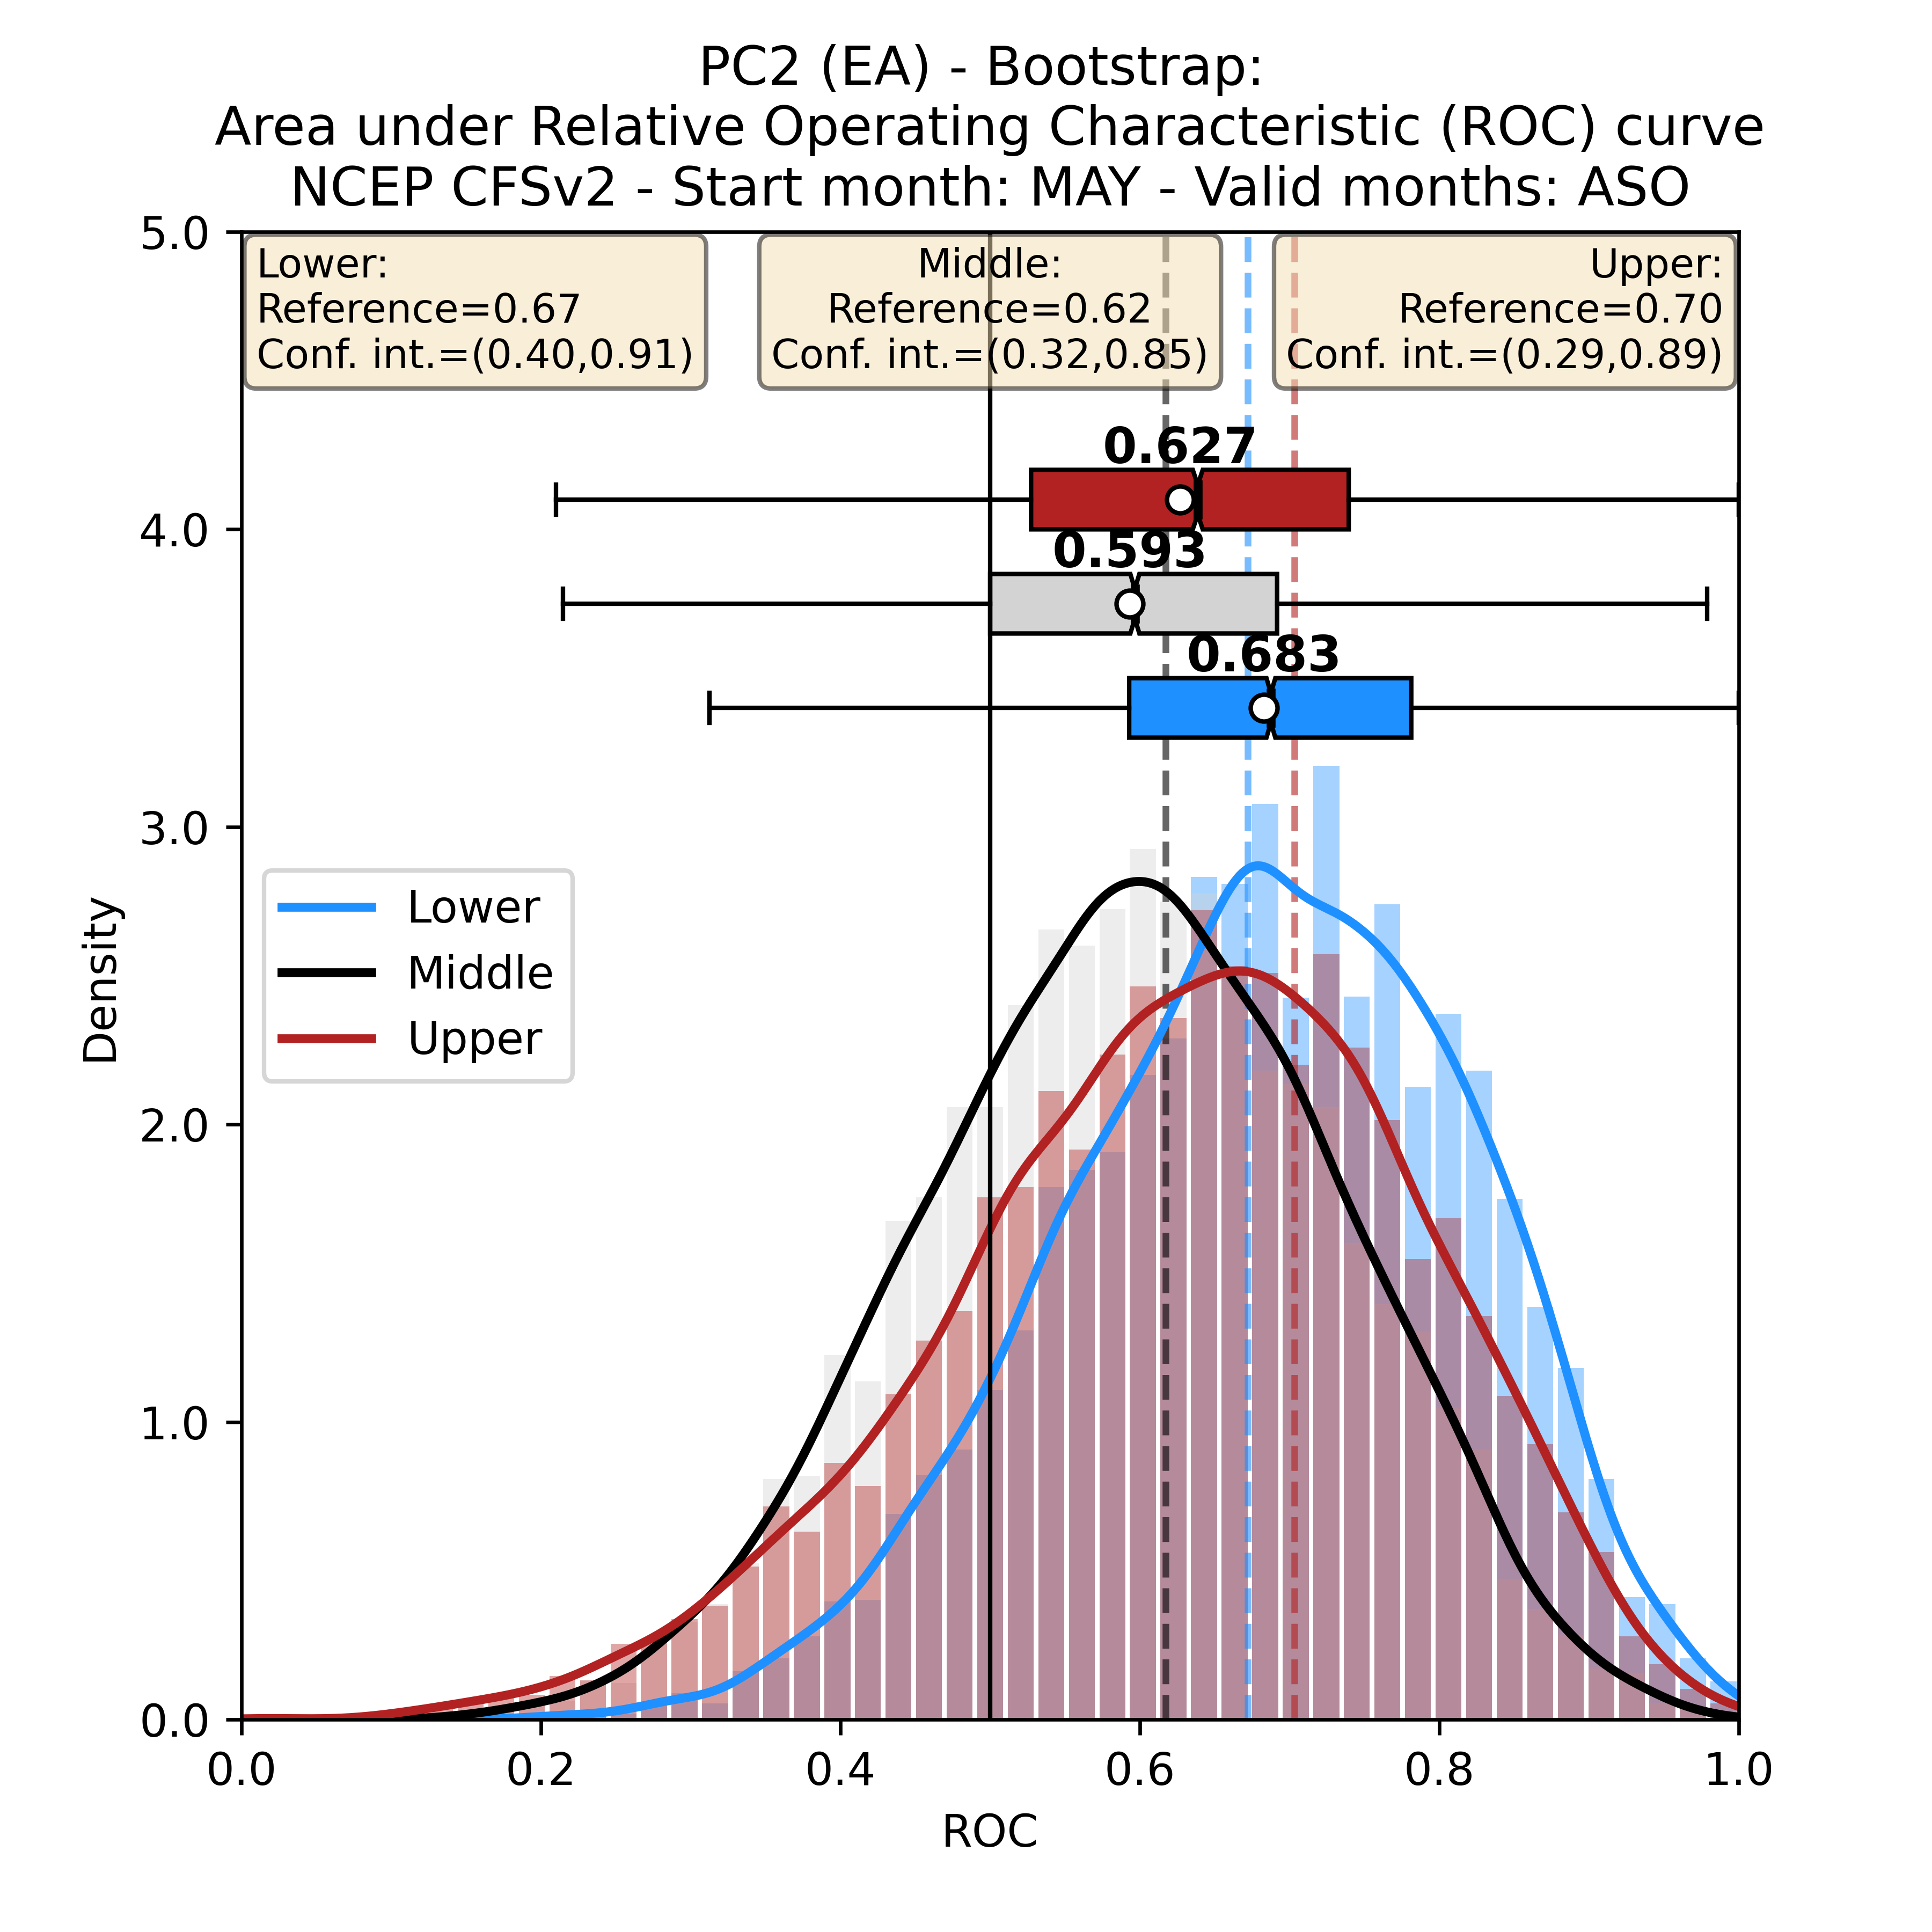 PC2 (EA) - Bootstrap:
Area under Relative Operating Characteristic (ROC) curve
NCEP CFSv2 - Start month: MAY - Valid months: ASO
5.0
Lower:
Reference=0.67
Conf. int.=(0.40,0.91)
Middle:
Reference=0.62
Conf. int.=(0.32,0.85)
Upper:
Reference=0.70
Conf. int.=(0.29,0.89)
0.627
4.0
0.593
0.683
3.0
Lower
Middle
Upper
Density
2.0
1.0
0.0
0.0 0.2 0.4 0.6 0.8 1.0
ROC